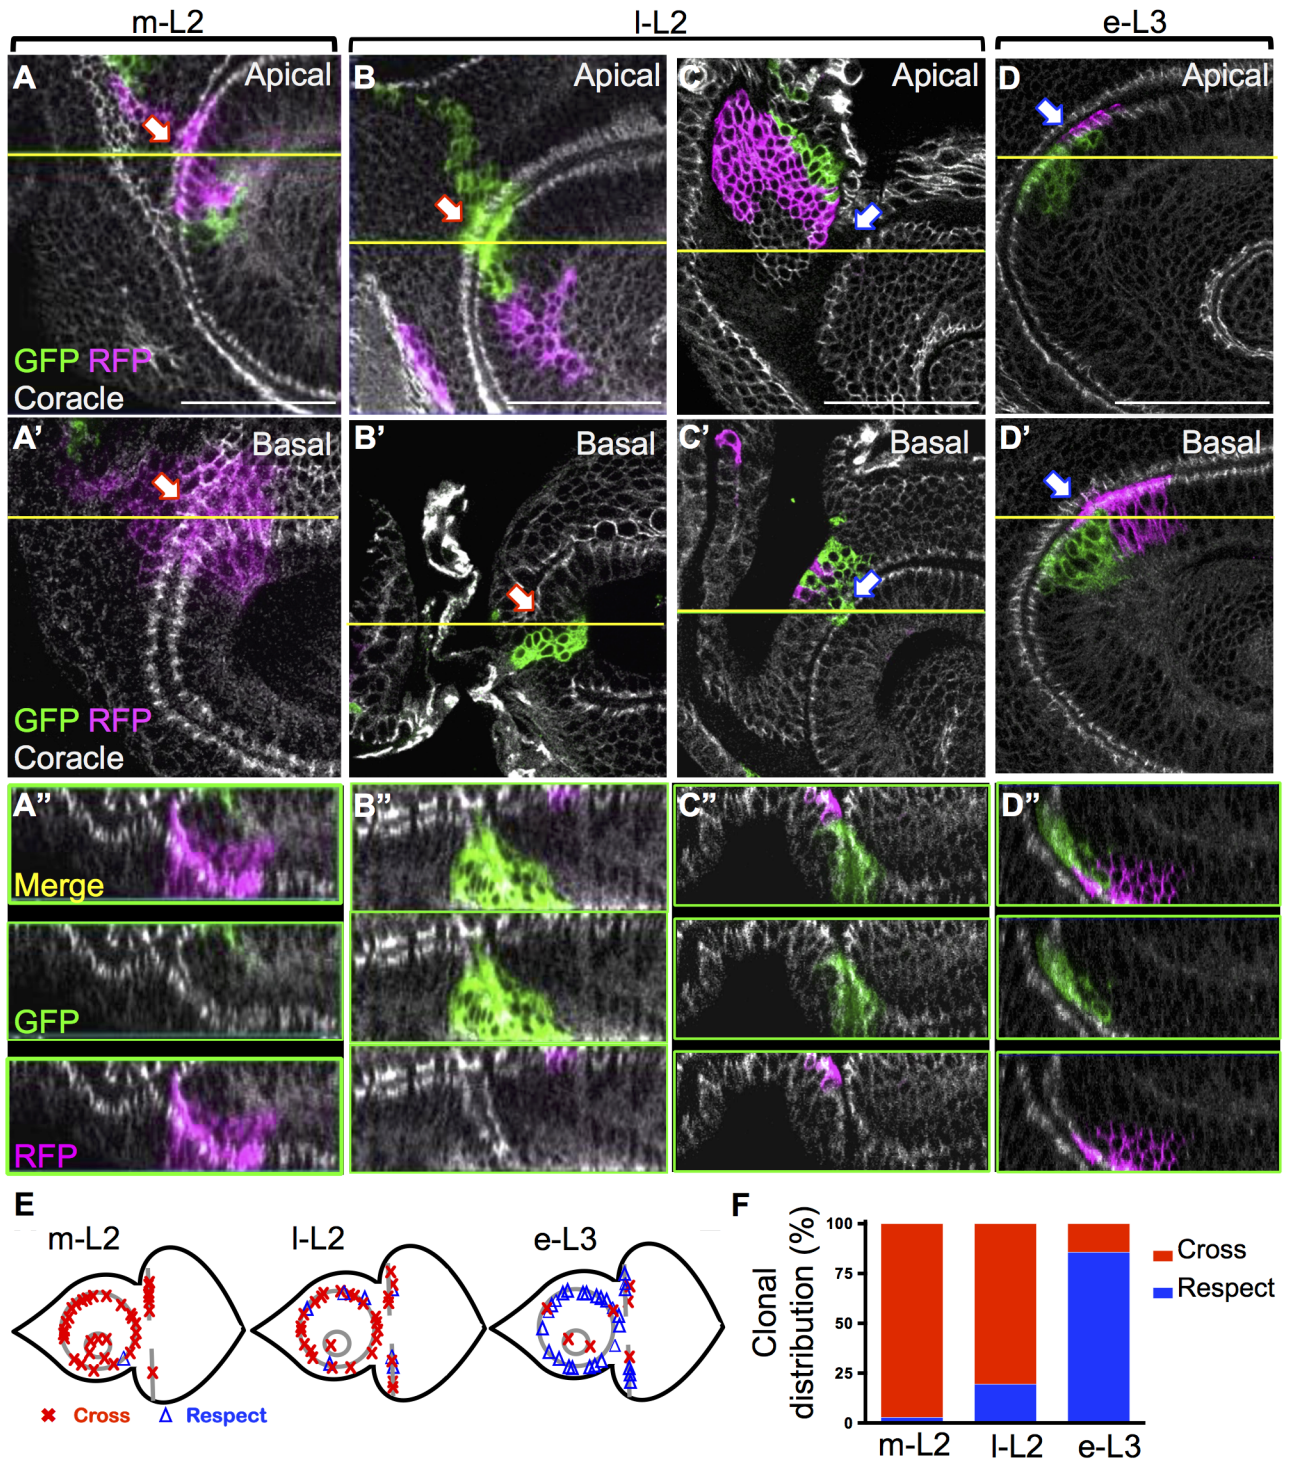 m-L2
l-L2
e-L3
A
Apical
B
Apical
C
Apical
D
Apical
GFP RFP
Coracle
A’
Basal
B’
Basal
C’
Basal
D’
Basal
GFP RFP
Coracle
A”
B”
C”
D”
Merge
GFP
RFP
E
m-L2
l-L2
e-L3
Cross
Respect
F
Clonal
distribution (%)
100
75
50
25
0
m-L2
l-L2
e-L3
Cross
Respect